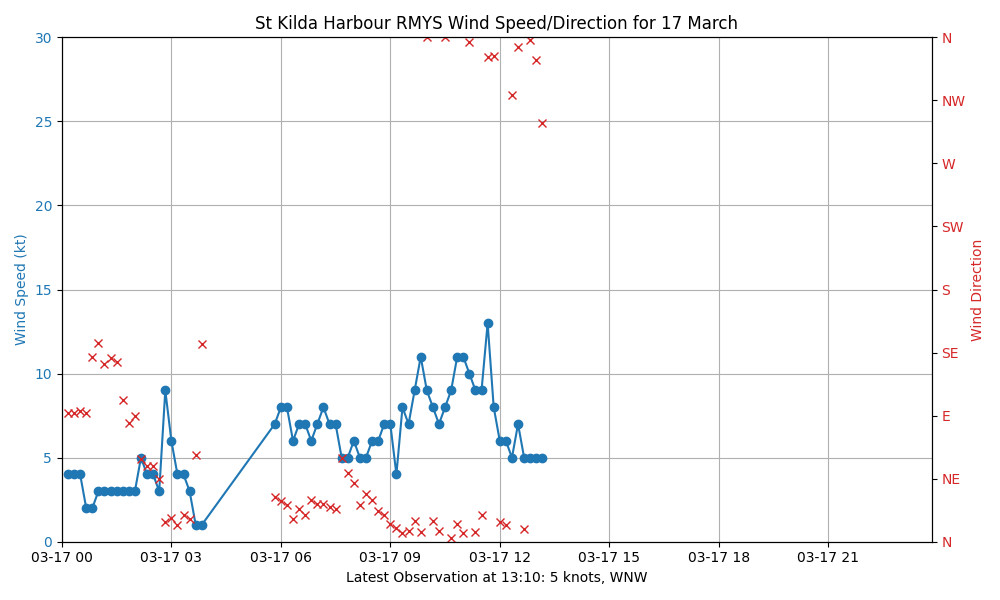 St Kilda Harbour RMYS Wind Speed/Direction for 17 March
30
25
20
15
10
5
0
Wind Speed (kt)
N
NW
W
SW
S
SE
E
NE
N
Wind Direction
03-17 00
03-17 03
03-17 06
03-17 09
03-17 12
03-17 15
03-17 18
03-17 21
Latest Observation at 13:10: 5 knots, WNW